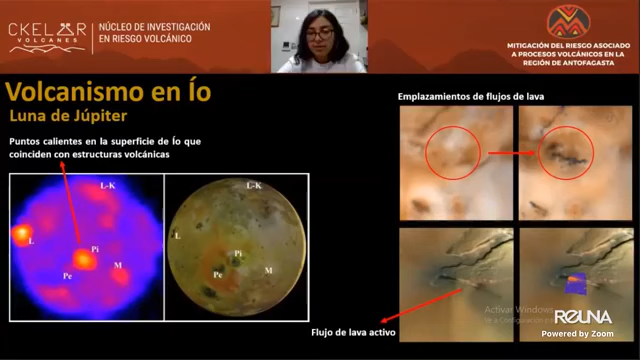 CKELAR
VOLCANES
NÚCLEO DE INVESTIGACIÓN
EN RIESGO VOLCÁNICO
MITIGACIÓN DEL RIESGO ASOCIADO
A PROCESOS VOLCÁNICOS EN LA
REGIÓN DE ANTOFAGASTA
Volcanismo en Ío
Luna de Júpiter
Puntos calientes en la superficie de Ío que
coinciden con estructuras volcánicas
L-K
L
Pi
Pe
M
L-K
L
Pi
Pe
M
Emplazamientos de flujos de lava
Flujo de lava activo
Activar Windows
REUNA
Powered by Zoom